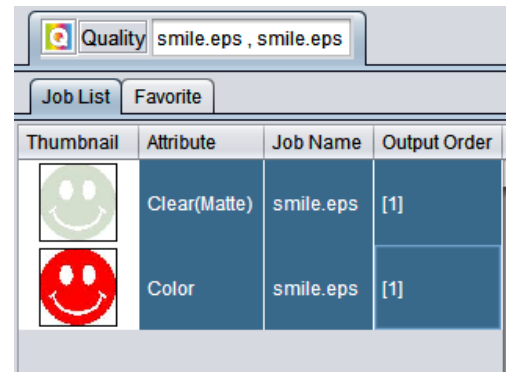 Quality smile.eps , smile.eps
Job List Favorite
Thumbnail Attribute Job Name Output Order
Clear(Matte) smile.eps [1]
Color smile.eps [1]